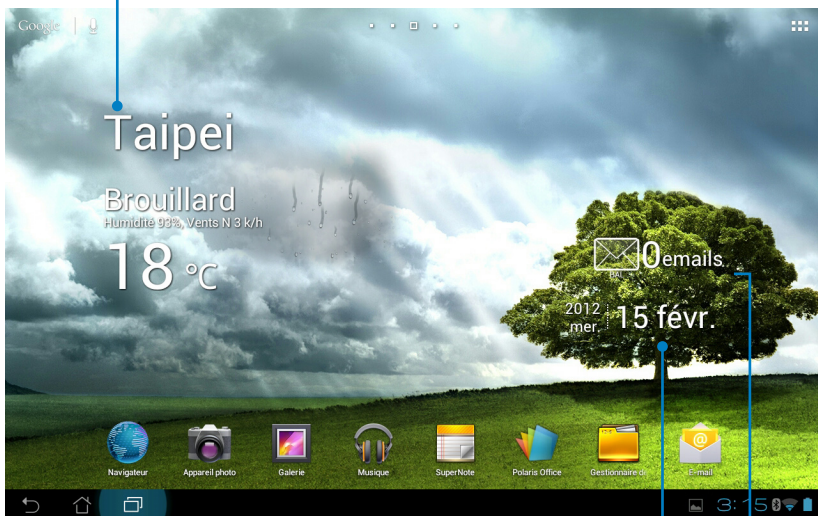 Google
Taipei
Brouillard
Humidité 93%, Vents N 3 k/h
18 °C
0 emails
2012
mer.
15 févr.
Navigateur
Appareil photo
Galerie
Musique
SuperNote
Polaris Office
Gestionnaire d
E-mail
3:15